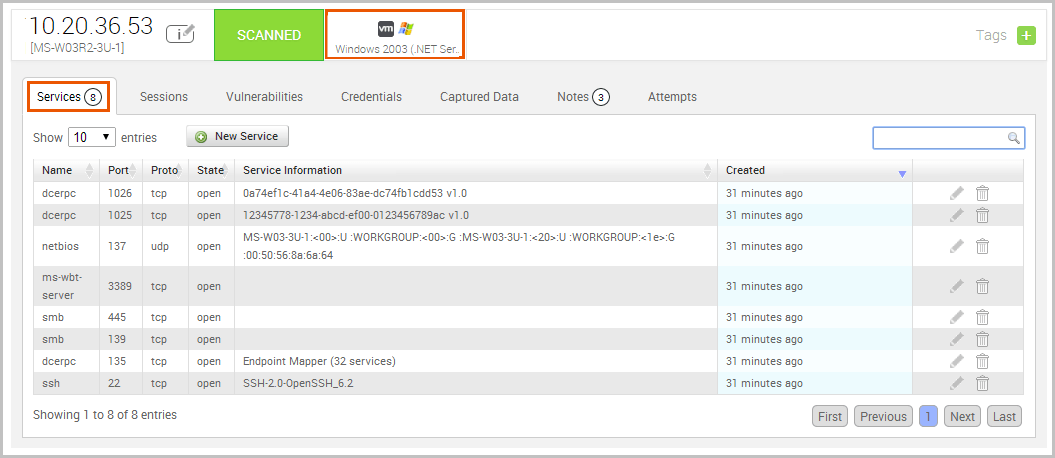 10.20.36.53
[MS-W03R2-3U-1]
i
SCANNED
vm
Windows 2003 (.NET Ser..
Tags
Services 8
Sessions
Vulnerabilities
Credentials
Captured Data
Notes 3
Attempts
Show 10 entries
New Service
Name Port Proto State Service Information Created
dcerpc 1026 tcp open 0a74ef1c-41a4-4e06-83ae-dc74fb1cdd53 v1.0 31 minutes ago
dcerpc 1025 tcp open 12345778-1234-abcd-ef00-0123456789ac v1.0 31 minutes ago
netbios 137 udp open MS-W03-3U-1:<00>:U :WORKGROUP:<00>:G :MS-W03-3U-1:<20>:U :WORKGROUP:<1e>:G 31 minutes ago
:00:50:56:8a:6a:64
ms-wbt-
server 3389 tcp open 31 minutes ago
smb 445 tcp open 31 minutes ago
smb 139 tcp open 31 minutes ago
dcerpc 135 tcp open Endpoint Mapper (32 services) 31 minutes ago
ssh 22 tcp open SSH-2.0-OpenSSH_6.2 31 minutes ago
Showing 1 to 8 of 8 entries
First Previous 1 Next Last